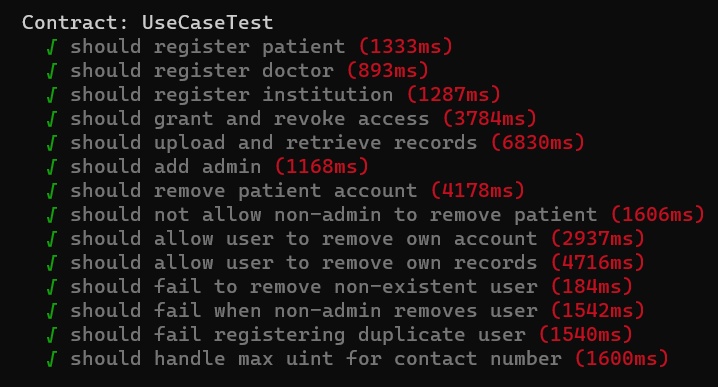 Contract: UseCaseTest
√ should register patient (1333ms)
√ should register doctor (893ms)
√ should register institution (1287ms)
√ should grant and revoke access (3784ms)
√ should upload and retrieve records (6830ms)
√ should add admin (1168ms)
√ should remove patient account (4178ms)
√ should not allow non-admin to remove patient (1606ms)
√ should allow user to remove own account (2937ms)
√ should allow user to remove own records (4716ms)
√ should fail to remove non-existent user (184ms)
√ should fail when non-admin removes user (1542ms)
√ should fail registering duplicate user (1540ms)
√ should handle max uint for contact number (1600ms)